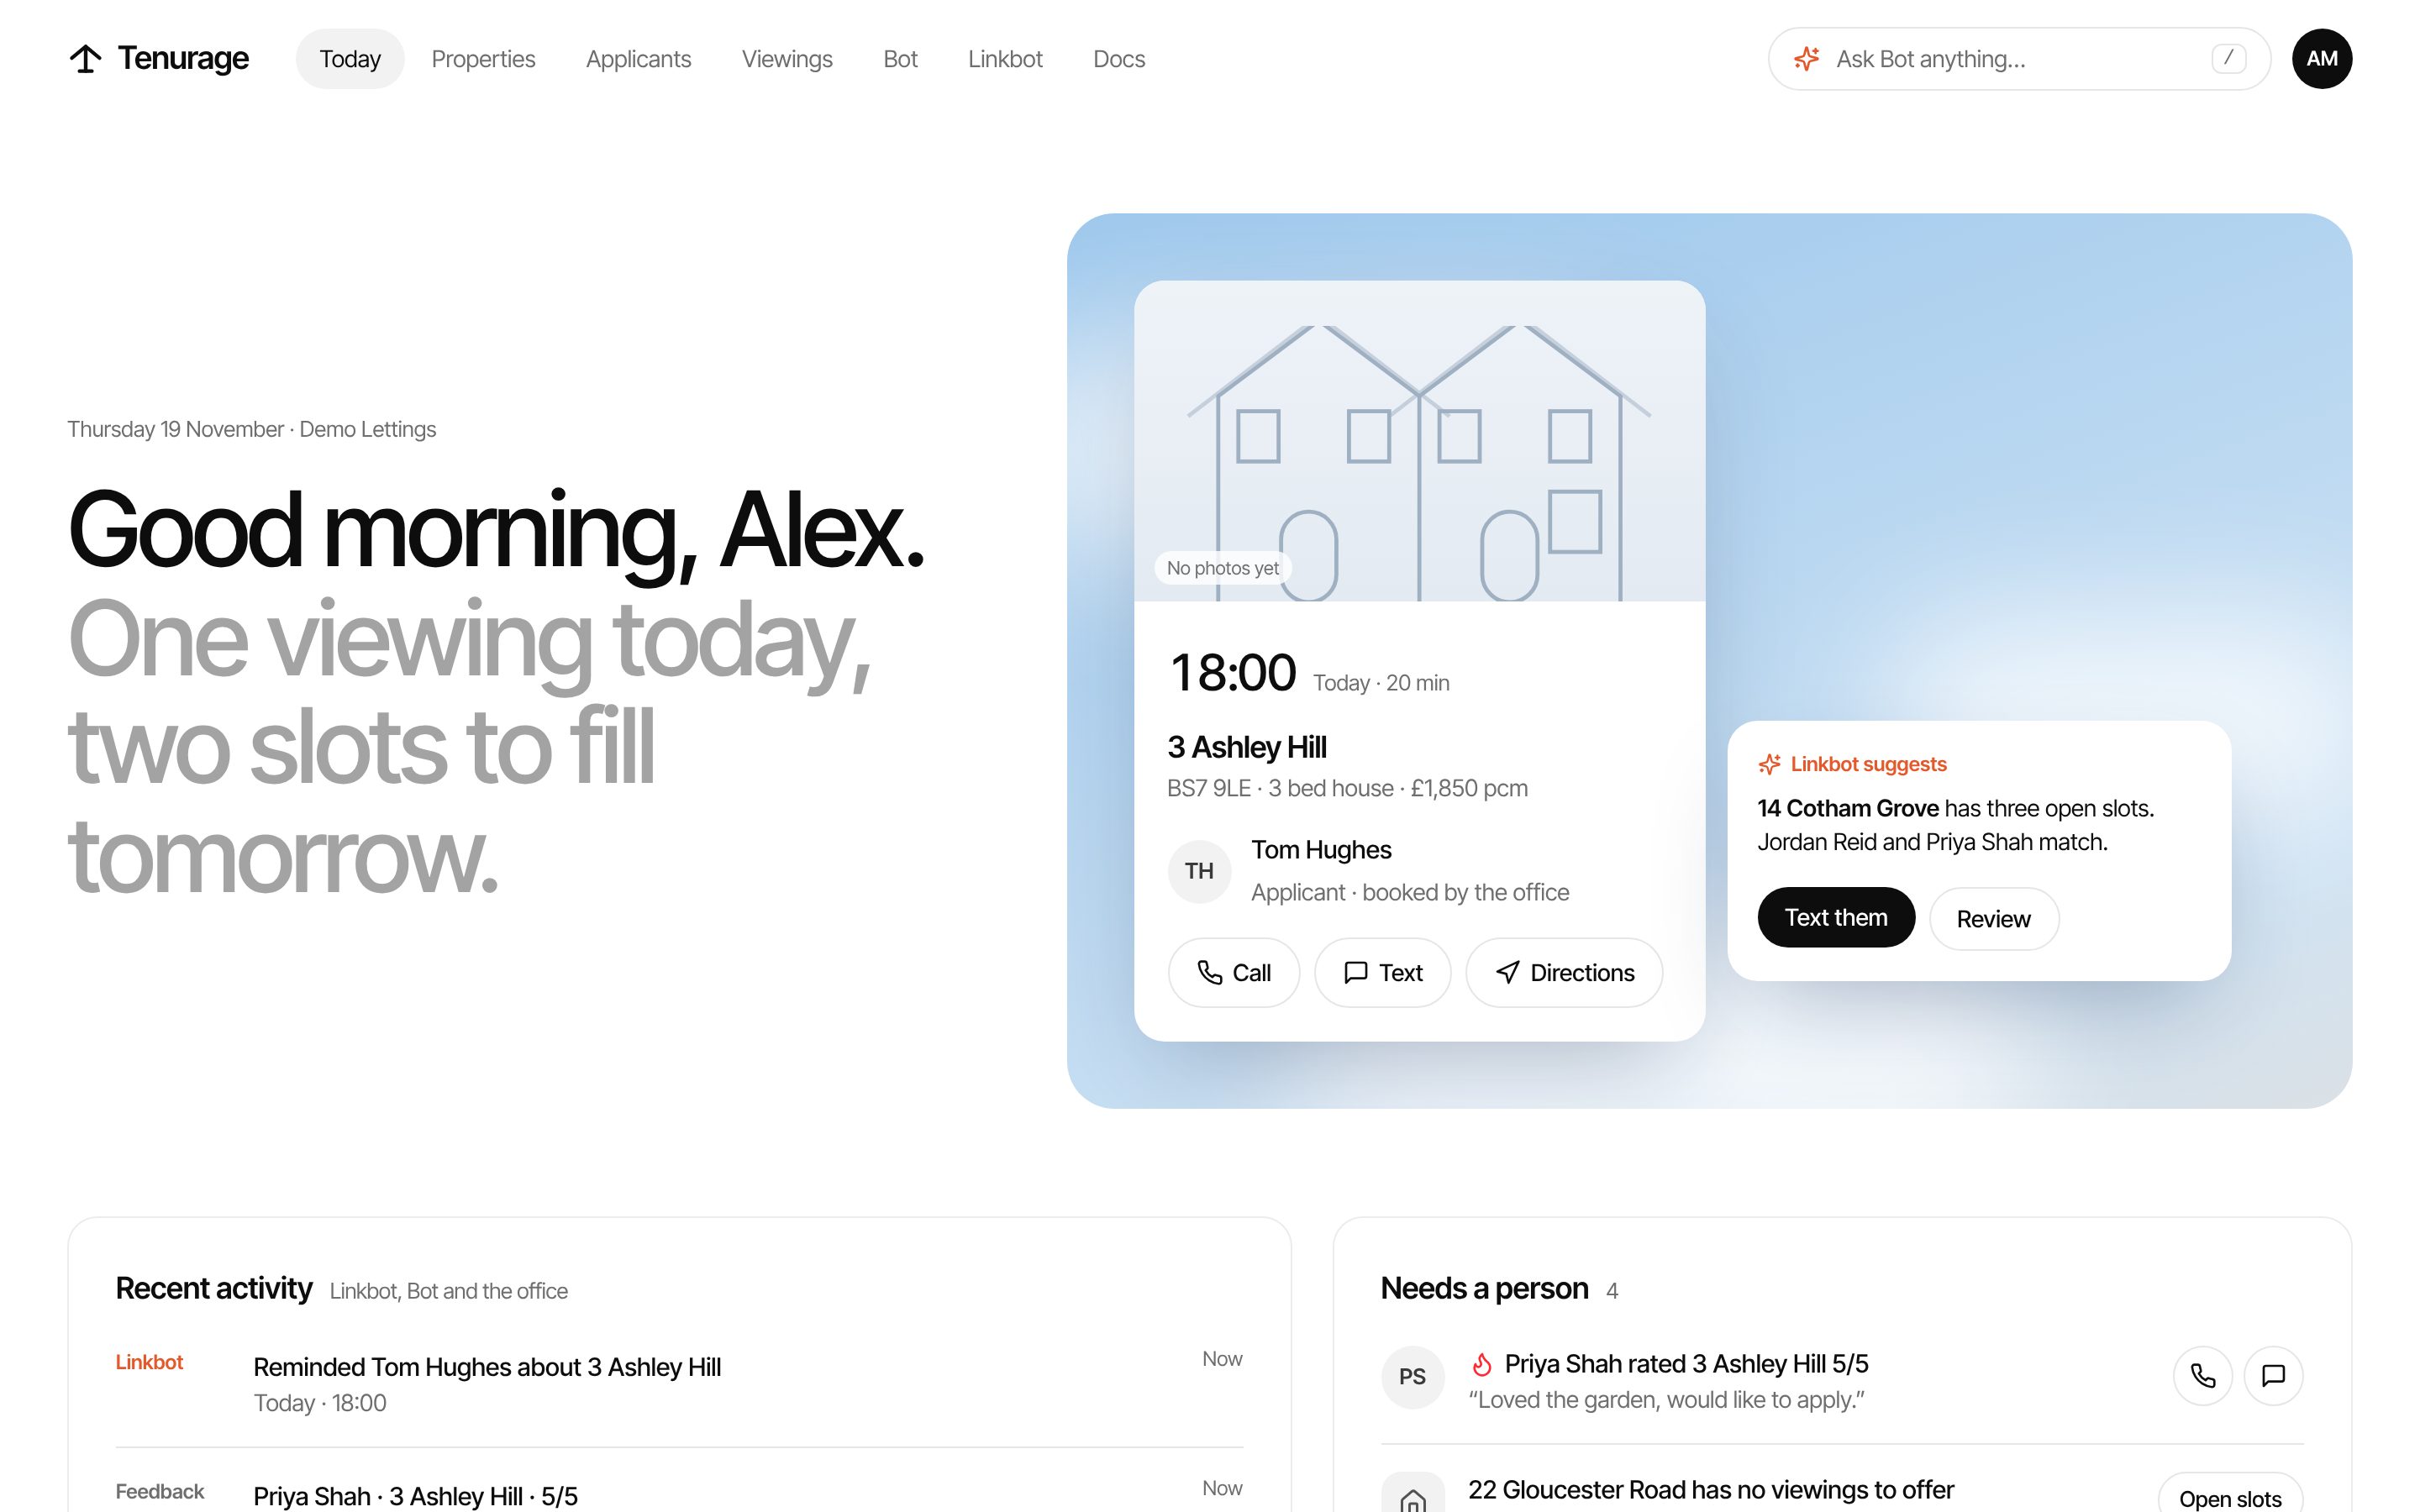 Tenurage
Today
Properties
Applicants
Viewings
Bot
Linkbot
Docs
Ask Bot anything...
/
AM
Thursday 19 November · Demo Lettings
Good morning, Alex.
One viewing today,
two slots to fill
tomorrow.
No photos yet
18:00 Today · 20 min
3 Ashley Hill
BS7 9LE · 3 bed house · £1,850 pcm
TH
Tom Hughes
Applicant · booked by the office
Call
Text
Directions
Linkbot suggests
14 Cotham Grove has three open slots.
Jordan Reid and Priya Shah match.
Text them
Review
Recent activity Linkbot, Bot and the office
Linkbot
Reminded Tom Hughes about 3 Ashley Hill
Now
Today · 18:00
Feedback
Priya Shah · 3 Ashley Hill · 5/5
Now
Needs a person 4
PS
Priya Shah rated 3 Ashley Hill 5/5
“Loved the garden, would like to apply.”
22 Gloucester Road has no viewings to offer
Open slots